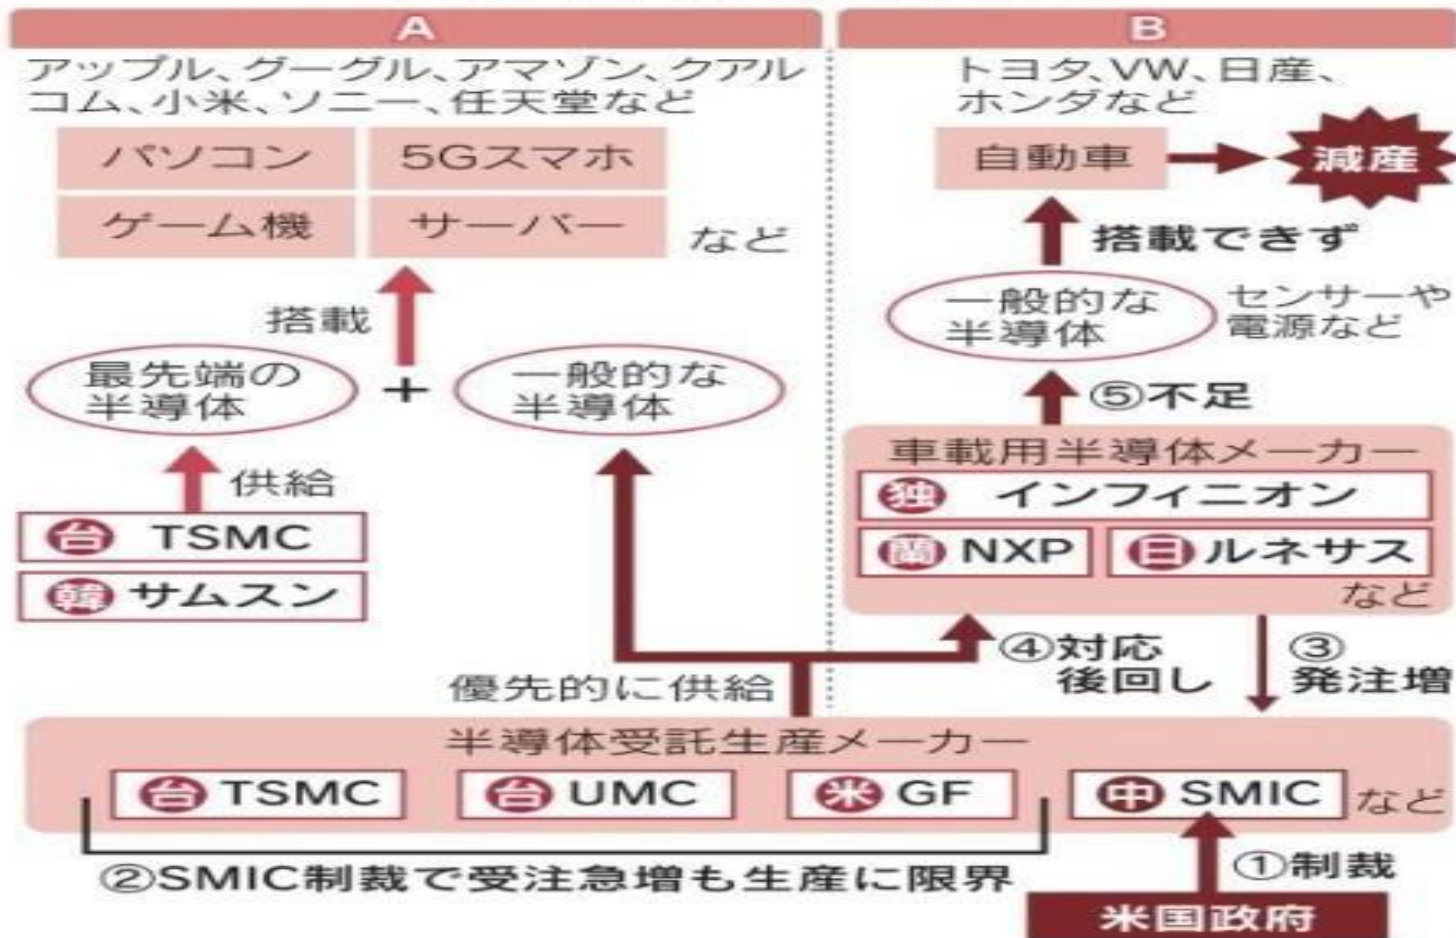 A
アップル、グーグル、アマゾン、クアル
コム、小米、ソニー、任天堂など
パソコン
5Gスマホ
ゲーム機
サーバー
など
搭載
最先端の
半導体
+
一般的な
半導体
供給
台 TSMC
韓 サムスン
B
トヨタ、VW、日産、
ホンダなど
自動車
減産
搭載できず
一般的な
半導体
センサーや
電源など
⑤不足
車載用半導体メーカー
独 インフィニオン
蘭 NXP
日 ルネサス
など
④対応
後回し
③
発注増
優先的に供給
半導体受託生産メーカー
台 TSMC
台 UMC
米 GF
中 SMIC
など
②SMIC制裁で受注急増も生産に限界
①制裁
米国政府